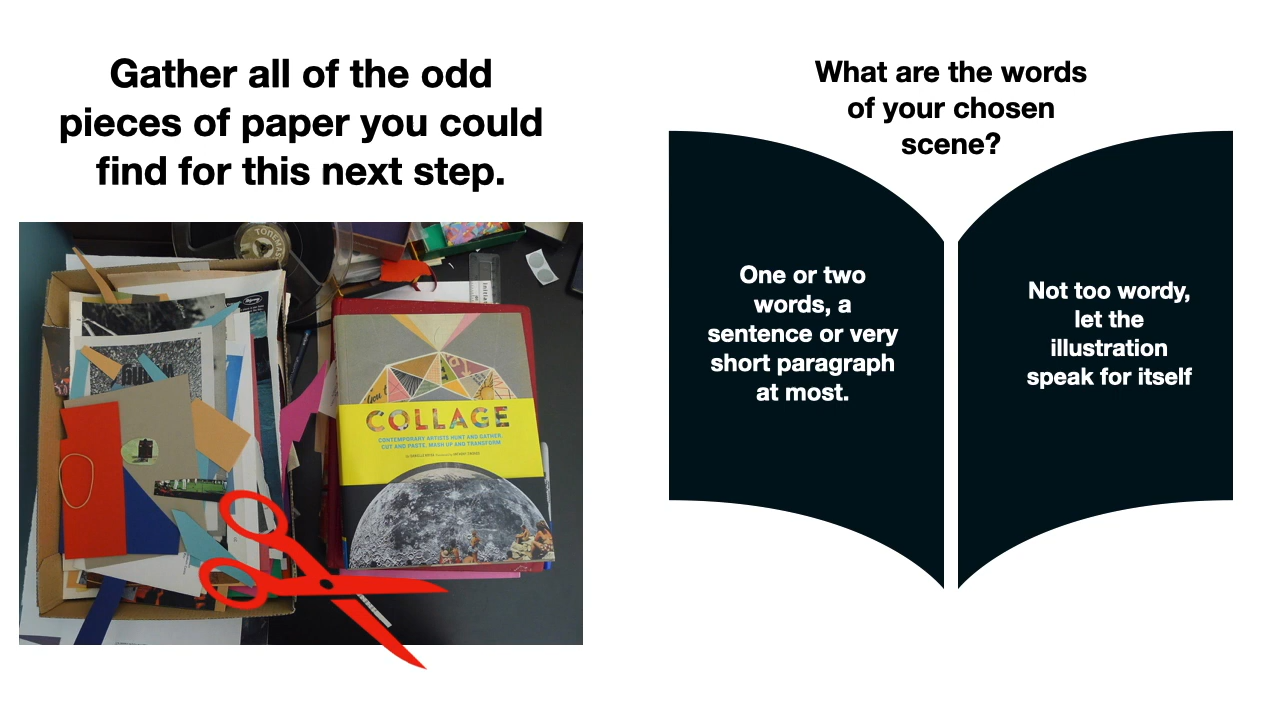 Gather all of the odd
pieces of paper you could
find for this next step.
COLLAGE
CONTEMPORARY ARTISTS HUNT AND GATHER,
CUT AND PASTE, MASH UP AND TRANSFORM
What are the words
of your chosen
scene?
One or two
words, a
sentence or very
short paragraph
at most.
Not too wordy,
let the
illustration
speak for itself